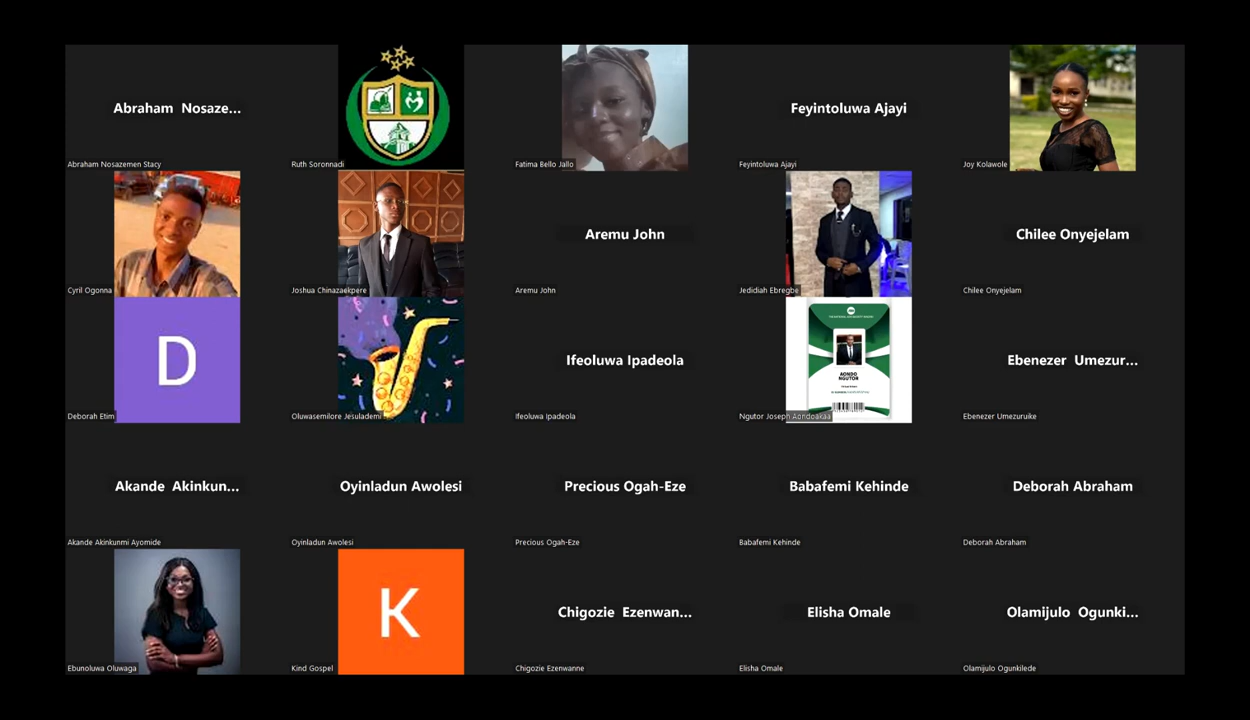 Abraham Nosaze...
Feyintoluwa Ajayi
Abraham Nosazemen Stacy
Ruth Soronnadi
Fatima Bello Jallo
Feyintoluwa Ajayi
Joy Kolawole
Aremu John
Chilee Onyejelam
Cyril Ogonna
Joshua Chinazaekpere
Aremu John
Jedidiah Ebregbe
Chilee Onyejelam
D
Ifeoluwa Ipadeola
AONDO
NGUTOR
Ebenezer Umezur...
Deborah Etim
Oluwasemilore Jesulademi
Ifeoluwa Ipadeola
Ngutor Joseph Aondoakaa
Ebenezer Umezuruike
Akande Akinkun...
Oyinladun Awolesi
Precious Ogah-Eze
Babafemi Kehinde
Deborah Abraham
Akande Akinkunmi Ayomide
Oyinladun Awolesi
Precious Ogah-Eze
Babafemi Kehinde
Deborah Abraham
K
Chigozie Ezenwan...
Elisha Omale
Olamijulo Ogunki...
Ebunoluwa Oluwaga
Kind Gospel
Chigozie Ezenwanne
Elisha Omale
Olamijulo Ogunkilede